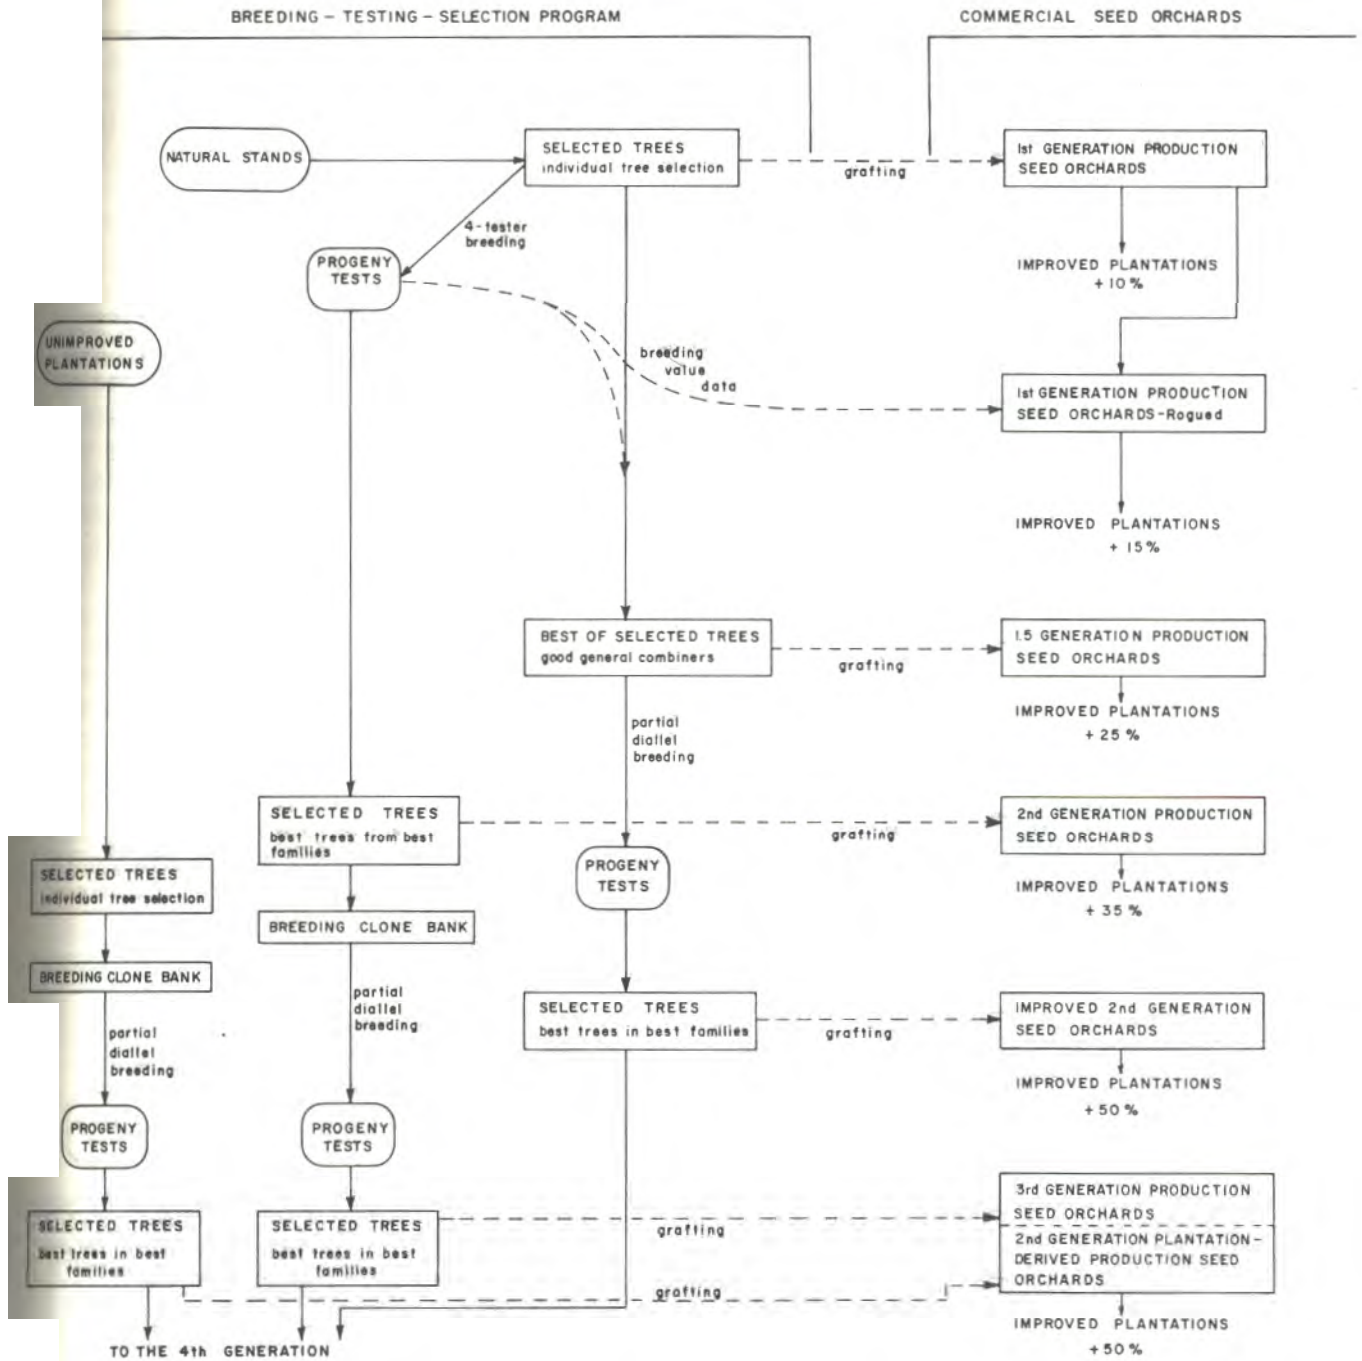 BREEDING – TESTING – SELECTION PROGRAM
COMMERCIAL SEED ORCHARDS
NATURAL STANDS
SELECTED TREES
individual tree selection
grafting
1st GENERATION PRODUCTION
SEED ORCHARDS
4-tester
breeding
PROGENY
TESTS
IMPROVED PLANTATIONS
+ 10 %
UNIMPROVED
PLANTATIONS
breeding
value
data
1st GENERATION PRODUCTION
SEED ORCHARDS-Rogued
IMPROVED PLANTATIONS
+ 15 %
BEST OF SELECTED TREES
good general combiners
grafting
1.5 GENERATION PRODUCTION
SEED ORCHARDS
IMPROVED PLANTATIONS
+ 25 %
partial
diallel
breeding
SELECTED TREES
best trees from best
families
grafting
2nd GENERATION PRODUCTION
SEED ORCHARDS
IMPROVED PLANTATIONS
+ 35 %
PROGENY
TESTS
SELECTED TREES
individual tree selection
BREEDING CLONE BANK
BREEDING CLONE BANK
partial
diallel
breeding
partial
diallel
breeding
SELECTED TREES
best trees in best families
grafting
IMPROVED 2nd GENERATION
SEED ORCHARDS
IMPROVED PLANTATIONS
+ 50 %
PROGENY
TESTS
PROGENY
TESTS
SELECTED TREES
best trees in best
families
SELECTED TREES
best trees in best
families
grafting
grafting
3rd GENERATION PRODUCTION
SEED ORCHARDS
2nd GENERATION PLANTATION-
DERIVED PRODUCTION SEED
ORCHARDS
IMPROVED PLANTATIONS
+ 50 %
TO THE 4th GENERATION